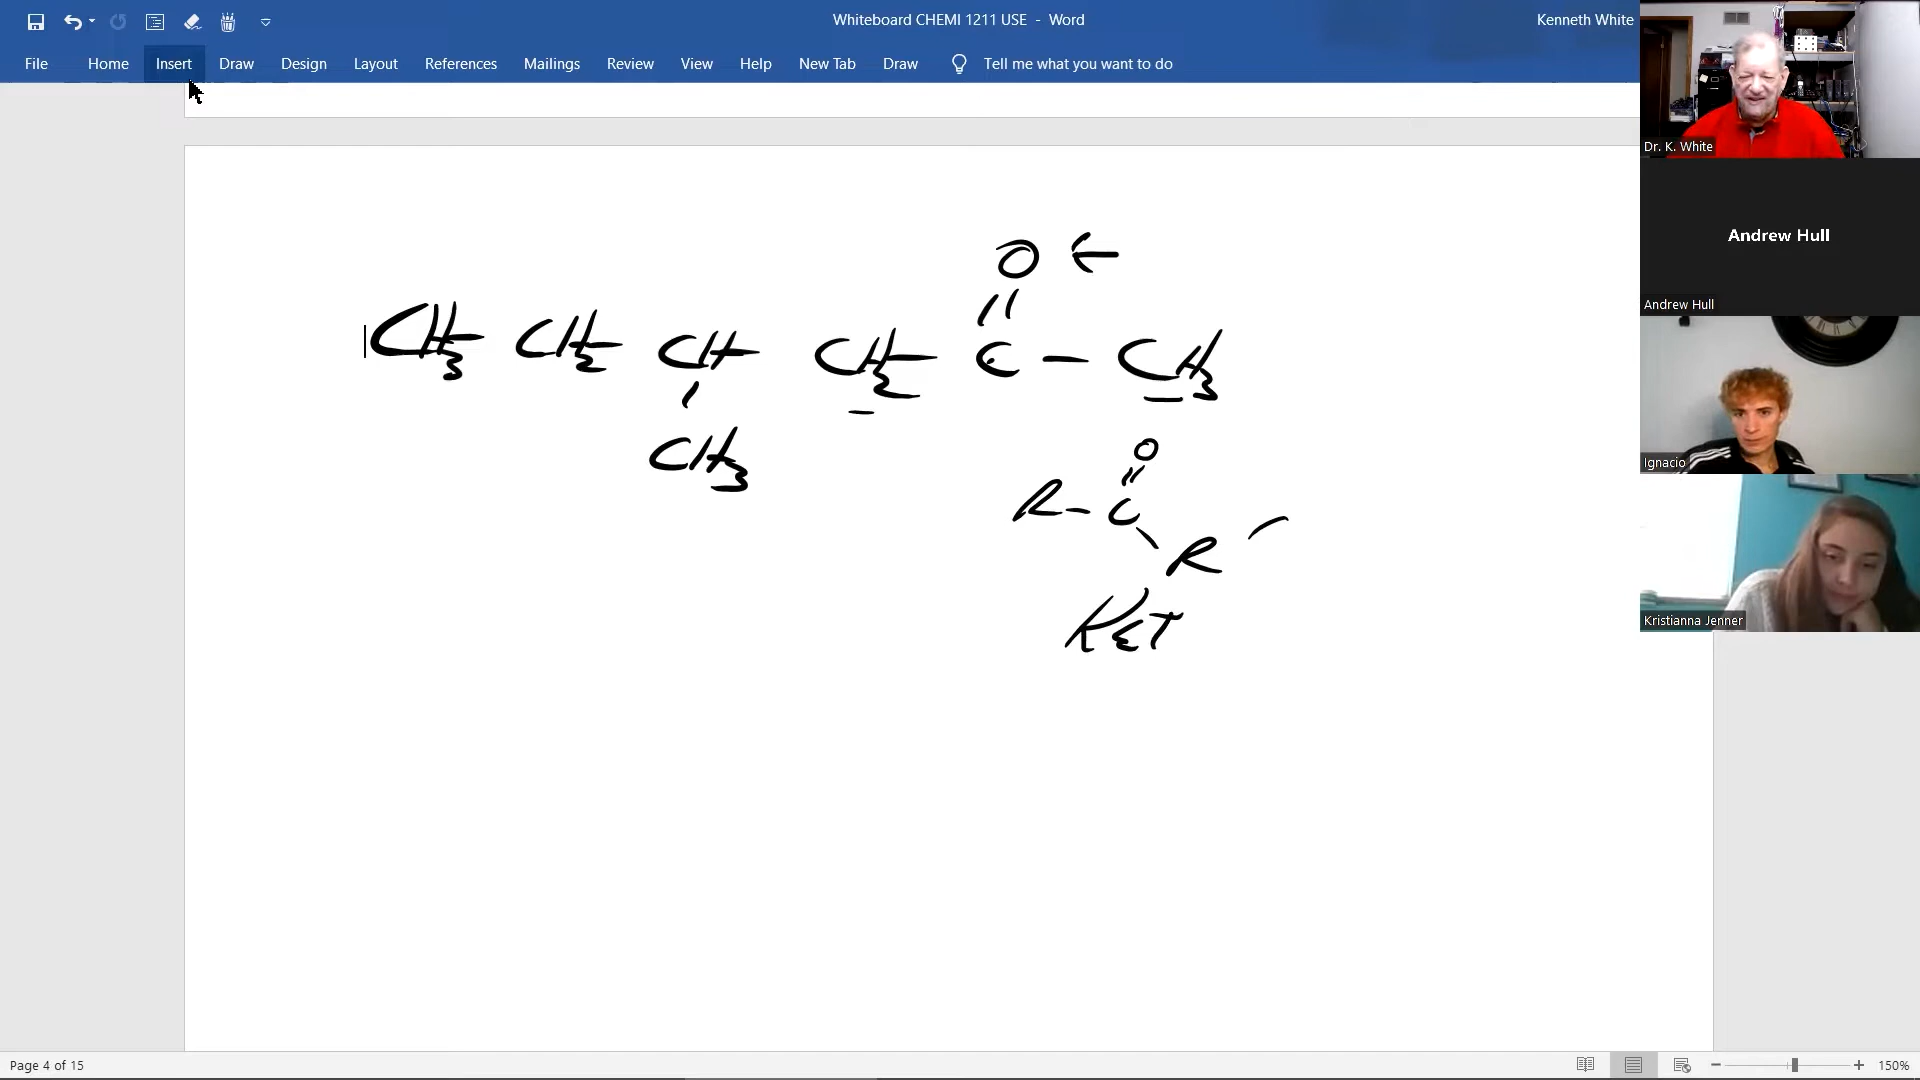 Whiteboard CHEMI 1211 USE - Word
Kenneth White
File Home Insert Draw Design Layout References Mailings Review View Help New Tab Draw Tell me what you want to do
Dr. K. White
Andrew Hull
Andrew Hull
Ignacio
Kristianna Jenner
O ←
||
CH3 CH2 CH CH2 C — CH3
|
CH3
O
||
R - C
\ R ′
KET
Page 4 of 15
150%